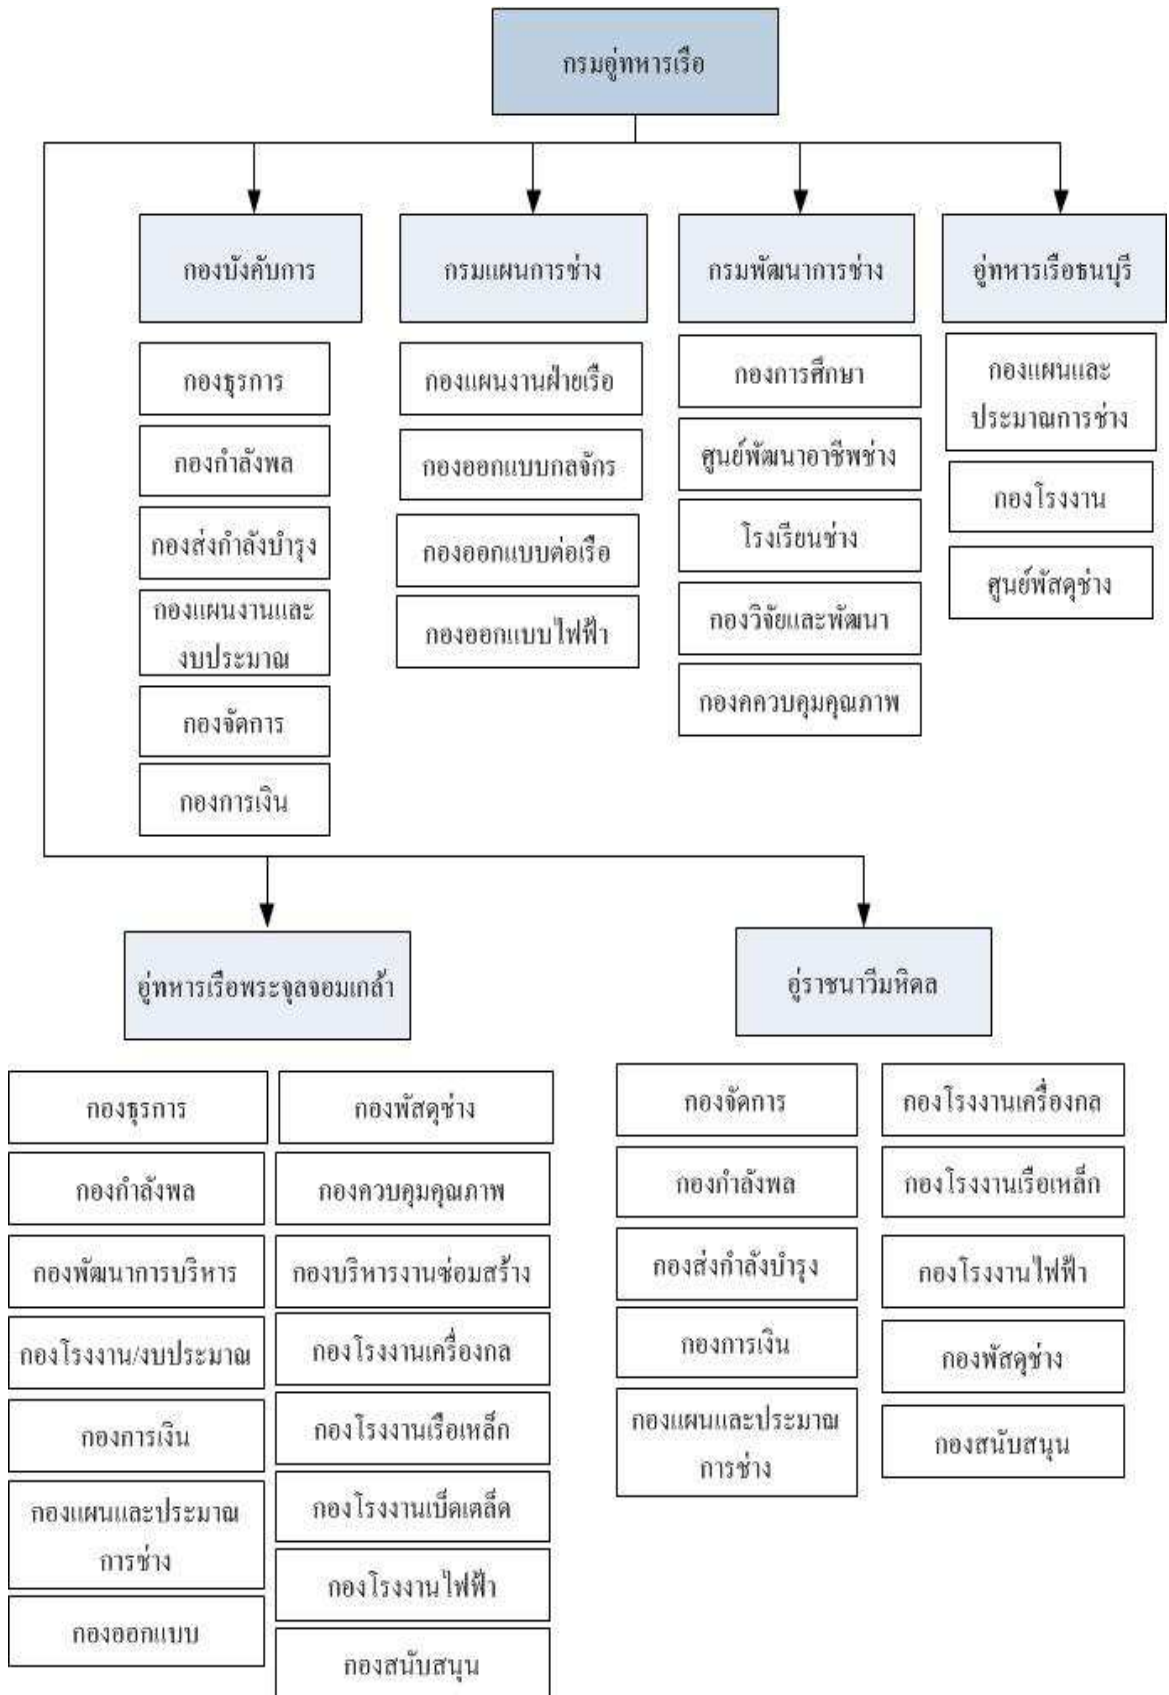 กรมอู่ทหารเรือ
กองบังคับการ
กองธุรการ
กองกำลังพล
กองส่งกำลังบำรุง
กองแผนงานและ
งบประมาณ
กองจัดการ
กองการเงิน
กรมแผนการช่าง
กองแผนงานฝ่ายเรือ
กองออกแบบกลจักร
กองออกแบบต่อเรือ
กองออกแบบไฟฟ้า
กรมพัฒนาการช่าง
กองการศึกษา
ศูนย์พัฒนาอาชีพช่าง
โรงเรียนช่าง
กองวิจัยและพัฒนา
กองคควบคุมคุณภาพ
อู่ทหารเรือธนบุรี
กองแผนและ
ประมาณการช่าง
กองโรงงาน
ศูนย์พัสดุช่าง
อู่ทหารเรือพระจุลจอมเกล้า
กองธุรการ
กองกำลังพล
กองพัฒนาการบริหาร
กองโรงงาน/งบประมาณ
กองการเงิน
กองแผนและประมาณ
การช่าง
กองออกแบบ
กองพัสดุช่าง
กองควบคุมคุณภาพ
กองบริหารงานซ่อมสร้าง
กองโรงงานเครื่องกล
กองโรงงานเรือเหล็ก
กองโรงงานเบ็ดเตล็ด
กองโรงงานไฟฟ้า
กองสนับสนุน
อู่ราชนาวีมหิดล
กองจัดการ
กองกำลังพล
กองส่งกำลังบำรุง
กองการเงิน
กองแผนและประมาณ
การช่าง
กองโรงงานเครื่องกล
กองโรงงานเรือเหล็ก
กองโรงงานไฟฟ้า
กองพัสดุช่าง
กองสนับสนุน